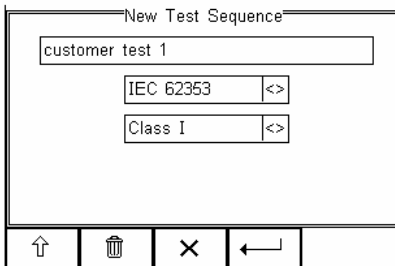 New Test Sequence
customer test 1
IEC 62353 <>
Class I <>